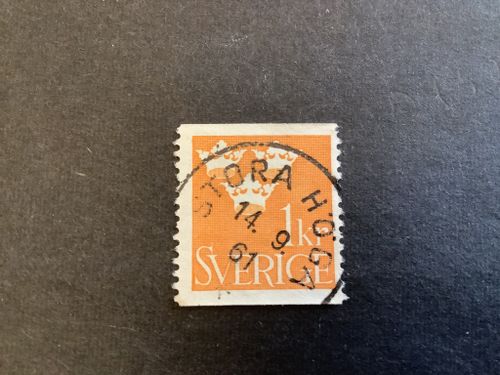 STORA HÖGA
14. 9.
61
1 kr
SVERIGE